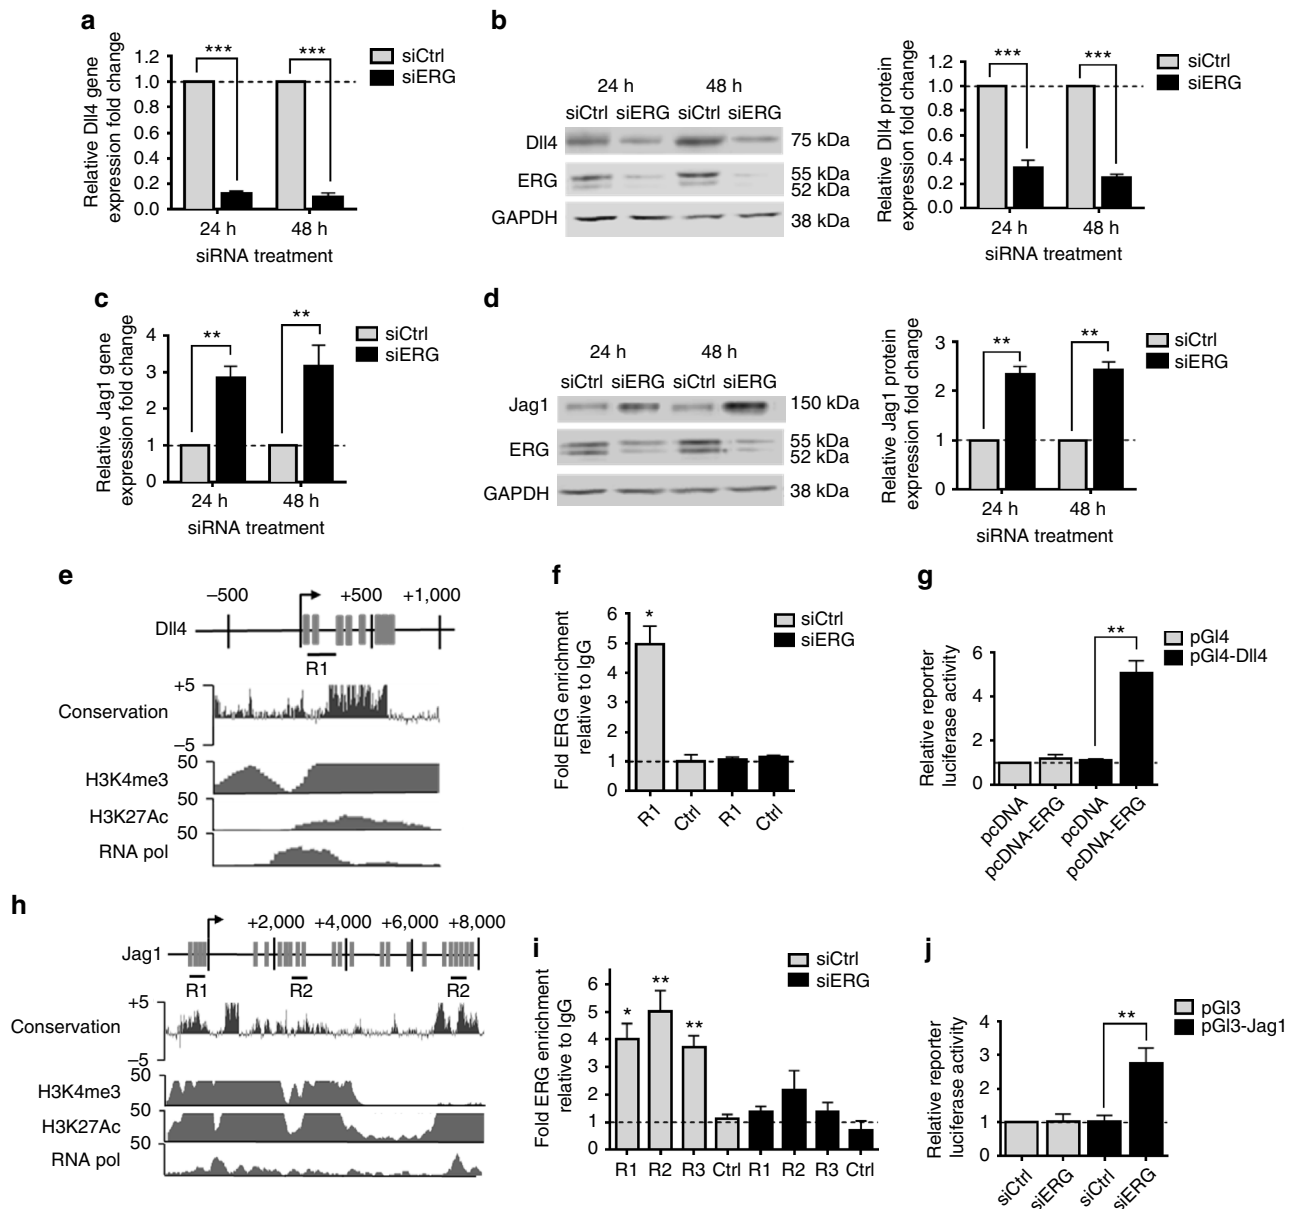 a
Relative Dll4 gene
expression fold change
1.2
1.0
0.8
0.6
0.4
0.2
0.0
***
***
siCtrl
siERG
24 h
48 h
siRNA treatment
b
24 h
48 h
siCtrl siERG siCtrl siERG
Dll4
75 kDa
ERG
55 kDa
52 kDa
GAPDH
38 kDa
Relative Dll4 protein
expression fold change
1.2
1.0
0.8
0.6
0.4
0.2
0.0
***
***
siCtrl
siERG
24 h
48 h
siRNA treatment
c
Relative Jag1 gene
expression fold change
4
3
2
1
0
**
**
siCtrl
siERG
24 h
48 h
siRNA treatment
d
24 h
48 h
siCtrl siERG siCtrl siERG
Jag1
150 kDa
ERG
55 kDa
52 kDa
GAPDH
38 kDa
Relative Jag1 protein
expression fold change
3
2
1
0
**
**
siCtrl
siERG
24 h
48 h
siRNA treatment
e
–500
+500
+1,000
Dll4
R1
+5
Conservation
–5
50
H3K4me3
50
H3K27Ac
50
RNA pol
f
Fold ERG enrichment
relative to IgG
6
5
4
3
2
1
0
*
siCtrl
siERG
R1
Ctrl
R1
Ctrl
g
Relative reporter
luciferase activity
6
4
2
0
**
pGl4
pGl4-Dll4
pcDNA
pcDNA-ERG
pcDNA
pcDNA-ERG
h
+2,000
+4,000
+6,000
+8,000
Jag1
R1
R2
R2
+5
Conservation
–5
50
H3K4me3
50
H3K27Ac
50
RNA pol
i
Fold ERG enrichment
relative to IgG
6
5
4
3
2
1
0
*
**
**
siCtrl
siERG
R1 R2 R3 Ctrl R1 R2 R3 Ctrl
j
Relative reporter
luciferase activity
4
3
2
1
0
**
pGl3
pGl3-Jag1
siCtrl
siERG
siCtrl
siERG